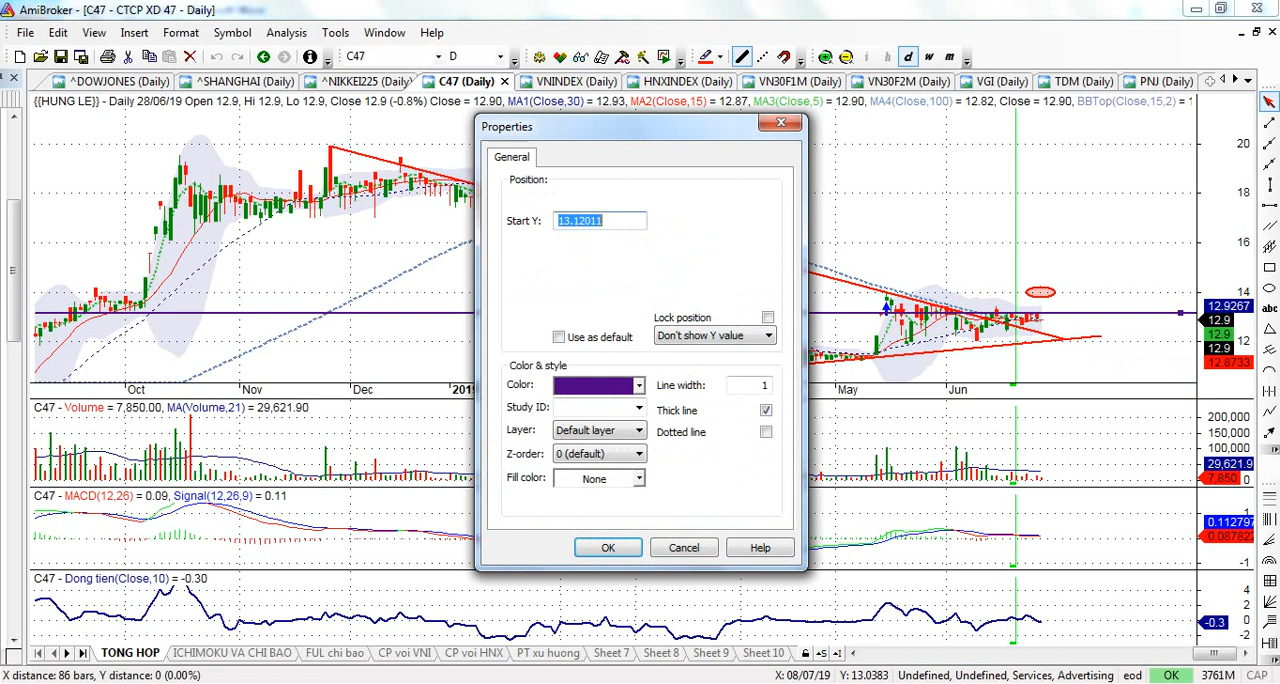 AmiBroker - [C47 - CTCP XD 47 - Daily]
File Edit View Insert Format Symbol Analysis Tools Window Help
C47 D i h d w m
^DOWJONES (Daily) ^SHANGHAI (Daily) ^NIKKEI225 (Daily) C47 (Daily) VNINDEX (Daily) HNXINDEX (Daily) VN30F1M (Daily) VN30F2M (Daily) VGI (Daily) TDM (Daily) PNJ (Daily)
{{HUNG LE}} - Daily 28/06/19 Open 12.9, Hi 12.9, Lo 12.9, Close 12.9 (-0.8%) Close = 12.90, MA1(Close,30) = 12.93, MA2(Close,15) = 12.87, MA3(Close,5) = 12.90, MA4(Close,100) = 12.82, Close = 12.90, BBTop(Close,15,2) = 1
Properties
General
Position:
Start Y: 13.12011
Lock position
Use as default
Don't show Y value
Color & style
Color:
Line width: 1
Study ID:
Thick line
Layer: Default layer
Dotted line
Z-order: 0 (default)
Fill color: None
OK Cancel Help
20
18
16
14
12.9267
12.9
12.9
12
12.9
12.8733
Oct Nov Dec 2019 May Jun
C47 - Volume = 7,850.00, MA(Volume,21) = 29,621.90
200,000
150,000
100,000
29,621.9
7,850
0
C47 - MACD(12,26) = 0.09, Signal(12,26,9) = 0.11
1
0.112797
0.087822
-1
C47 - Dong tien(Close,10) = -0.30
4
2
0
-0.3
-2
TONG HOP ICHIMOKU VA CHI BAO FUL chi bao CP voi VNI CP voi HNX PT xu huong Sheet 7 Sheet 8 Sheet 9 Sheet 10
X distance: 86 bars, Y distance: 0 (0.00%) X: 08/07/19 Y: 13.0383 Undefined, Undefined, Services, Advertising eod OK 3761M CAP
abc